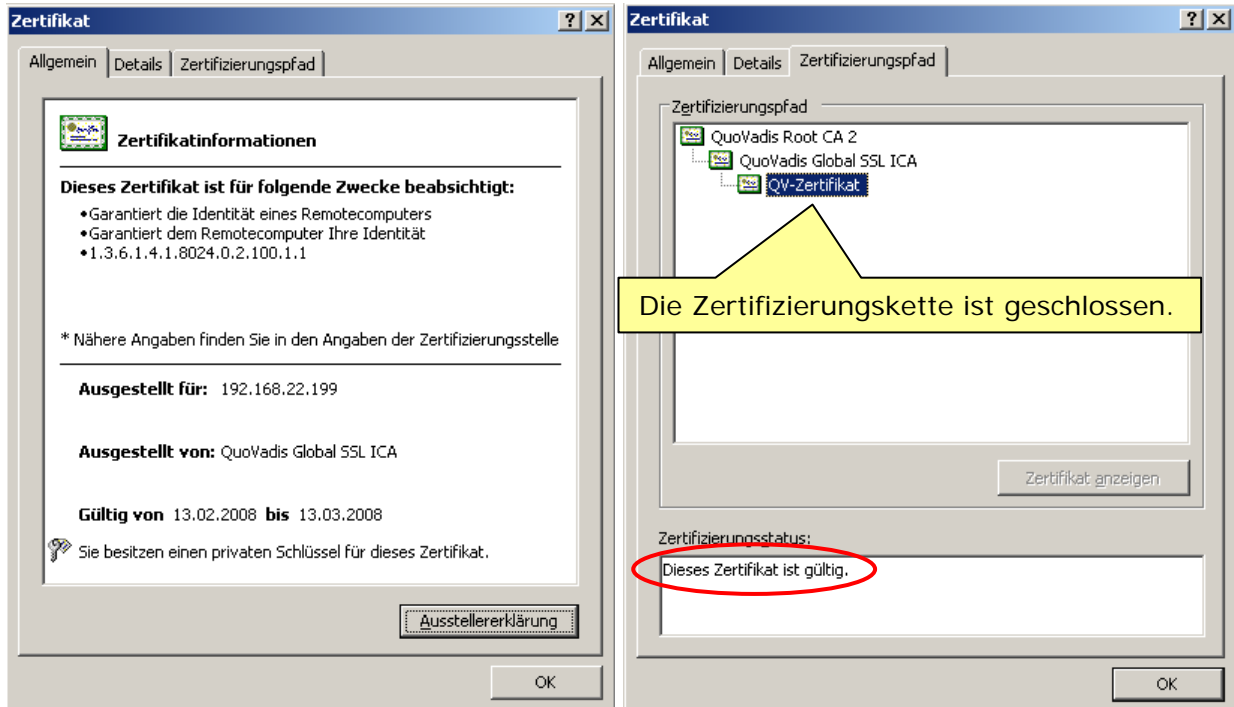 Zertifikat
Allgemein Details Zertifizierungspfad
Zertifikatinformationen
Dieses Zertifikat ist für folgende Zwecke beabsichtigt:
•Garantiert die Identität eines Remotecomputers
•Garantiert dem Remotecomputer Ihre Identität
•1.3.6.1.4.1.8024.0.2.100.1.1
* Nähere Angaben finden Sie in den Angaben der Zertifizierungsstelle
Ausgestellt für: 192.168.22.199
Ausgestellt von: QuoVadis Global SSL ICA
Gültig von 13.02.2008 bis 13.03.2008
Sie besitzen einen privaten Schlüssel für dieses Zertifikat.
Ausstellererklärung
OK
Zertifikat
Allgemein Details Zertifizierungspfad
Zertifizierungspfad
QuoVadis Root CA 2
QuoVadis Global SSL ICA
QV-Zertifikat
Die Zertifizierungskette ist geschlossen.
Zertifikat anzeigen
Zertifizierungsstatus:
Dieses Zertifikat ist gültig.
OK